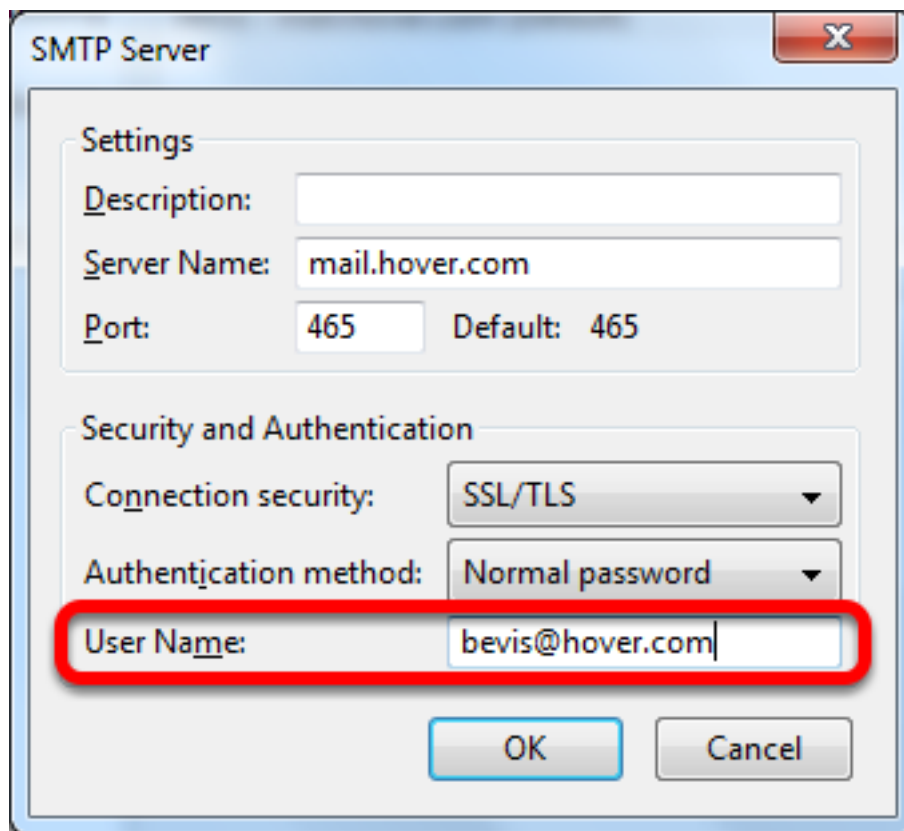 SMTP Server
Settings
Description:
Server Name: mail.hover.com
Port: 465 Default: 465
Security and Authentication
Connection security: SSL/TLS
Authentication method: Normal password
User Name: bevis@hover.com
OK Cancel